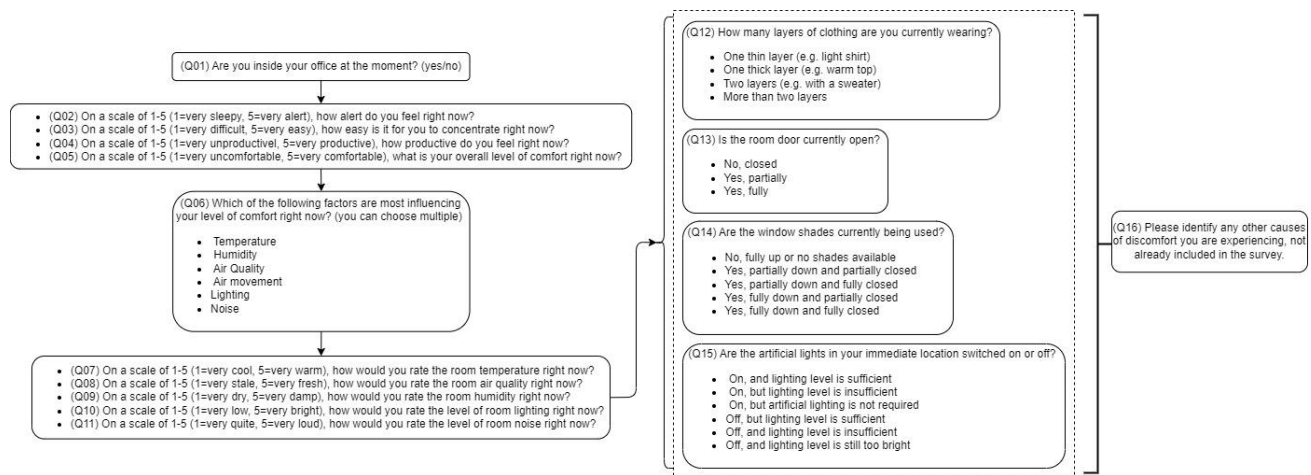 (Q01) Are you inside your office at the moment? (yes/no)
• (Q02) On a scale of 1-5 (1=very sleepy, 5=very alert), how alert do you feel right now?
• (Q03) On a scale of 1-5 (1=very difficult, 5=very easy), how easy is it for you to concentrate right now?
• (Q04) On a scale of 1-5 (1=very unproductivel, 5=very productive), how productive do you feel right now?
• (Q05) On a scale of 1-5 (1=very uncomfortable, 5=very comfortable), what is your overall level of comfort right now?
(Q06) Which of the following factors are most influencing
your level of comfort right now? (you can choose multiple)
• Temperature
• Humidity
• Air Quality
• Air movement
• Lighting
• Noise
• (Q07) On a scale of 1-5 (1=very cool, 5=very warm), how would you rate the room temperature right now?
• (Q08) On a scale of 1-5 (1=very stale, 5=very fresh), how would you rate the room air quality right now?
• (Q09) On a scale of 1-5 (1=very dry, 5=very damp), how would you rate the room humidity right now?
• (Q10) On a scale of 1-5 (1=very low, 5=very bright), how would you rate the level of room lighting right now?
• (Q11) On a scale of 1-5 (1=very quite, 5=very loud), how would you rate the level of room noise right now?
(Q12) How many layers of clothing are you currently wearing?
• One thin layer (e.g. light shirt)
• One thick layer (e.g. warm top)
• Two layers (e.g. with a sweater)
• More than two layers
(Q13) Is the room door currently open?
• No, closed
• Yes, partially
• Yes, fully
(Q14) Are the window shades currently being used?
• No, fully up or no shades available
• Yes, partially down and partially closed
• Yes, partially down and fully closed
• Yes, fully down and partially closed
• Yes, fully down and fully closed
(Q15) Are the artificial lights in your immediate location switched on or off?
• On, and lighting level is sufficient
• On, but lighting level is insufficient
• On, but artificial lighting is not required
• Off, but lighting level is sufficient
• Off, and lighting level is insufficient
• Off, and lighting level is still too bright
(Q16) Please identify any other causes
of discomfort you are experiencing, not
already included in the survey.